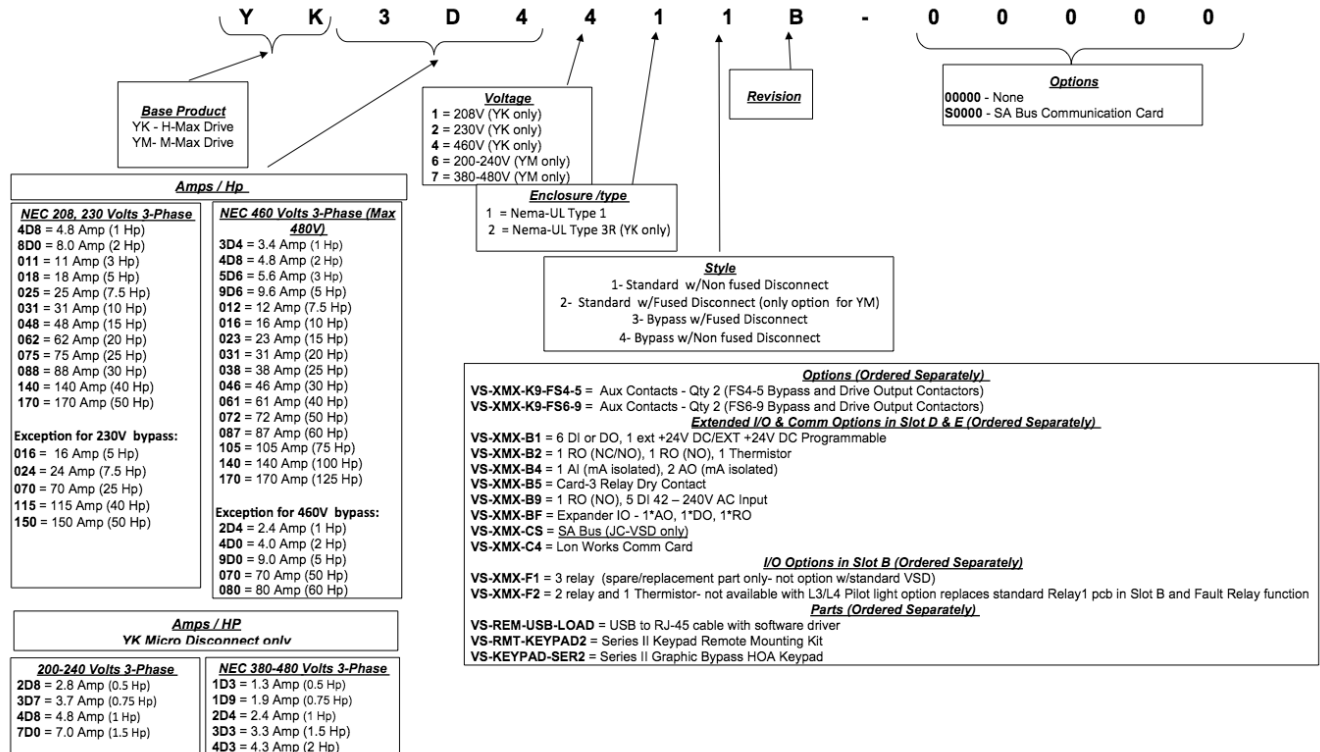 Y K 3 D 4 4 1 1 B - 0 0 0 0 0
Base Product
YK - H-Max Drive
YM- M-Max Drive
Voltage
1 = 208V (YK only)
2 = 230V (YK only)
4 = 460V (YK only)
6 = 200-240V (YM only)
7 = 380-480V (YM only)
Revision
Options
00000 - None
S0000 - SA Bus Communication Card
Enclosure /type
1 = Nema-UL Type 1
2 = Nema-UL Type 3R (YK only)
Style
1- Standard w/Non fused Disconnect
2- Standard w/Fused Disconnect (only option for YM)
3- Bypass w/Fused Disconnect
4- Bypass w/Non fused Disconnect
Amps / Hp
NEC 208, 230 Volts 3-Phase
4D8 = 4.8 Amp (1 Hp)
8D0 = 8.0 Amp (2 Hp)
011 = 11 Amp (3 Hp)
018 = 18 Amp (5 Hp)
025 = 25 Amp (7.5 Hp)
031 = 31 Amp (10 Hp)
048 = 48 Amp (15 Hp)
062 = 62 Amp (20 Hp)
075 = 75 Amp (25 Hp)
088 = 88 Amp (30 Hp)
140 = 140 Amp (40 Hp)
170 = 170 Amp (50 Hp)
Exception for 230V bypass:
016 = 16 Amp (5 Hp)
024 = 24 Amp (7.5 Hp)
070 = 70 Amp (25 Hp)
115 = 115 Amp (40 Hp)
150 = 150 Amp (50 Hp)
NEC 460 Volts 3-Phase (Max
480V)
3D4 = 3.4 Amp (1 Hp)
4D8 = 4.8 Amp (2 Hp)
5D6 = 5.6 Amp (3 Hp)
9D6 = 9.6 Amp (5 Hp)
012 = 12 Amp (7.5 Hp)
016 = 16 Amp (10 Hp)
023 = 23 Amp (15 Hp)
031 = 31 Amp (20 Hp)
038 = 38 Amp (25 Hp)
046 = 46 Amp (30 Hp)
061 = 61 Amp (40 Hp)
072 = 72 Amp (50 Hp)
087 = 87 Amp (60 Hp)
105 = 105 Amp (75 Hp)
140 = 140 Amp (100 Hp)
170 = 170 Amp (125 Hp)
Exception for 460V bypass:
2D4 = 2.4 Amp (1 Hp)
4D0 = 4.0 Amp (2 Hp)
9D0 = 9.0 Amp (5 Hp)
070 = 70 Amp (50 Hp)
080 = 80 Amp (60 Hp)
Options (Ordered Separately)
VS-XMX-K9-FS4-5 = Aux Contacts - Qty 2 (FS4-5 Bypass and Drive Output Contactors)
VS-XMX-K9-FS6-9 = Aux Contacts - Qty 2 (FS6-9 Bypass and Drive Output Contactors)
Extended I/O & Comm Options in Slot D & E (Ordered Separately)
VS-XMX-B1 = 6 DI or DO, 1 ext +24V DC/EXT +24V DC Programmable
VS-XMX-B2 = 1 RO (NC/NO), 1 RO (NO), 1 Thermistor
VS-XMX-B4 = 1 AI (mA isolated), 2 AO (mA isolated)
VS-XMX-B5 = Card-3 Relay Dry Contact
VS-XMX-B9 = 1 RO (NO), 5 DI 42 – 240V AC Input
VS-XMX-BF = Expander IO - 1*AO, 1*DO, 1*RO
VS-XMX-CS = SA Bus (JC-VSD only)
VS-XMX-C4 = Lon Works Comm Card
I/O Options in Slot B (Ordered Separately)
VS-XMX-F1 = 3 relay (spare/replacement part only- not option w/standard VSD)
VS-XMX-F2 = 2 relay and 1 Thermistor- not available with L3/L4 Pilot light option replaces standard Relay1 pcb in Slot B and Fault Relay function
Parts (Ordered Separately)
VS-REM-USB-LOAD = USB to RJ-45 cable with software driver
VS-RMT-KEYPAD2 = Series II Keypad Remote Mounting Kit
VS-KEYPAD-SER2 = Series II Graphic Bypass HOA Keypad
Amps / HP
YK Micro Disconnect only
200-240 Volts 3-Phase
2D8 = 2.8 Amp (0.5 Hp)
3D7 = 3.7 Amp (0.75 Hp)
4D8 = 4.8 Amp (1 Hp)
7D0 = 7.0 Amp (1.5 Hp)
NEC 380-480 Volts 3-Phase
1D3 = 1.3 Amp (0.5 Hp)
1D9 = 1.9 Amp (0.75 Hp)
2D4 = 2.4 Amp (1 Hp)
3D3 = 3.3 Amp (1.5 Hp)
4D3 = 4.3 Amp (2 Hp)